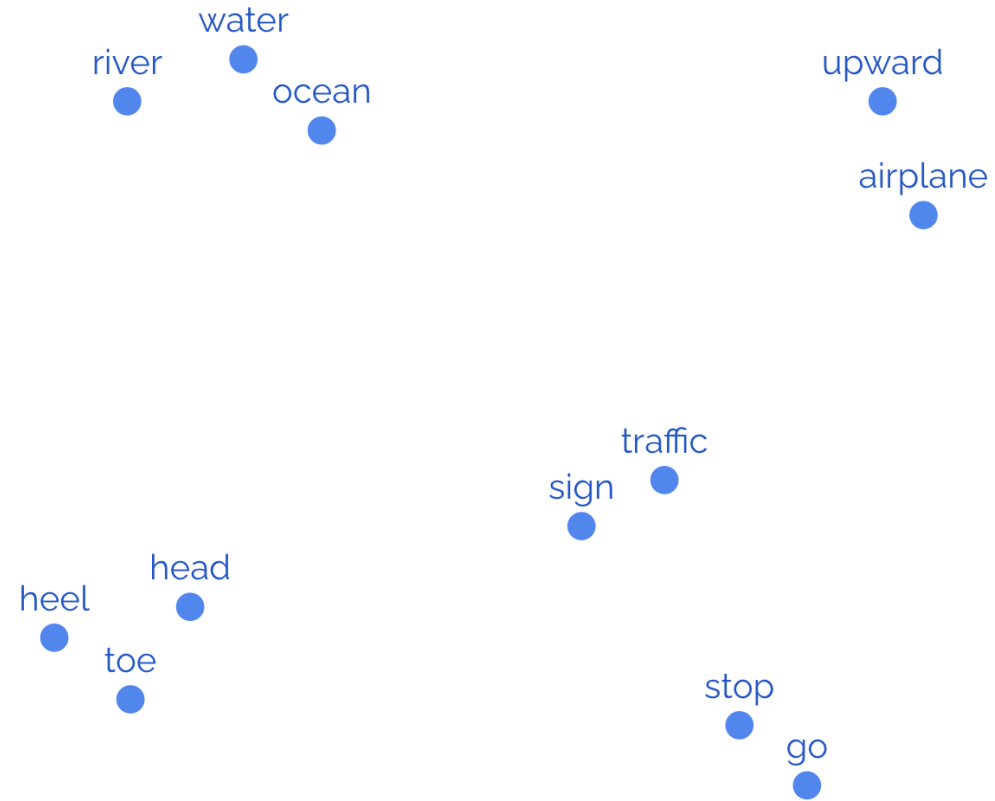 water
river
ocean
upward
airplane
traffic
sign
head
heel
toe
stop
go